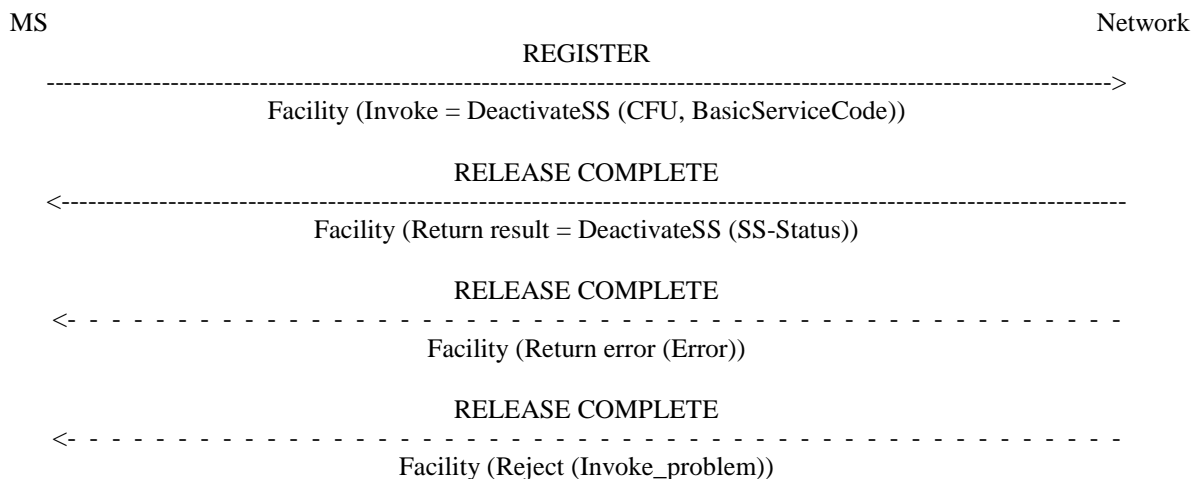 MS Network
REGISTER
------------------------------------------------------------------------------------------------------------------------>
Facility (Invoke = DeactivateSS (CFU, BasicServiceCode))
RELEASE COMPLETE
<------------------------------------------------------------------------------------------------------------------------
Facility (Return result = DeactivateSS (SS-Status))
RELEASE COMPLETE
<- - - - - - - - - - - - - - - - - - - - - - - - - - - - - - - - - - - - - - - - - - - - -
Facility (Return error (Error))
RELEASE COMPLETE
<- - - - - - - - - - - - - - - - - - - - - - - - - - - - - - - - - - - - - - - - - - - - -
Facility (Reject (Invoke_problem))